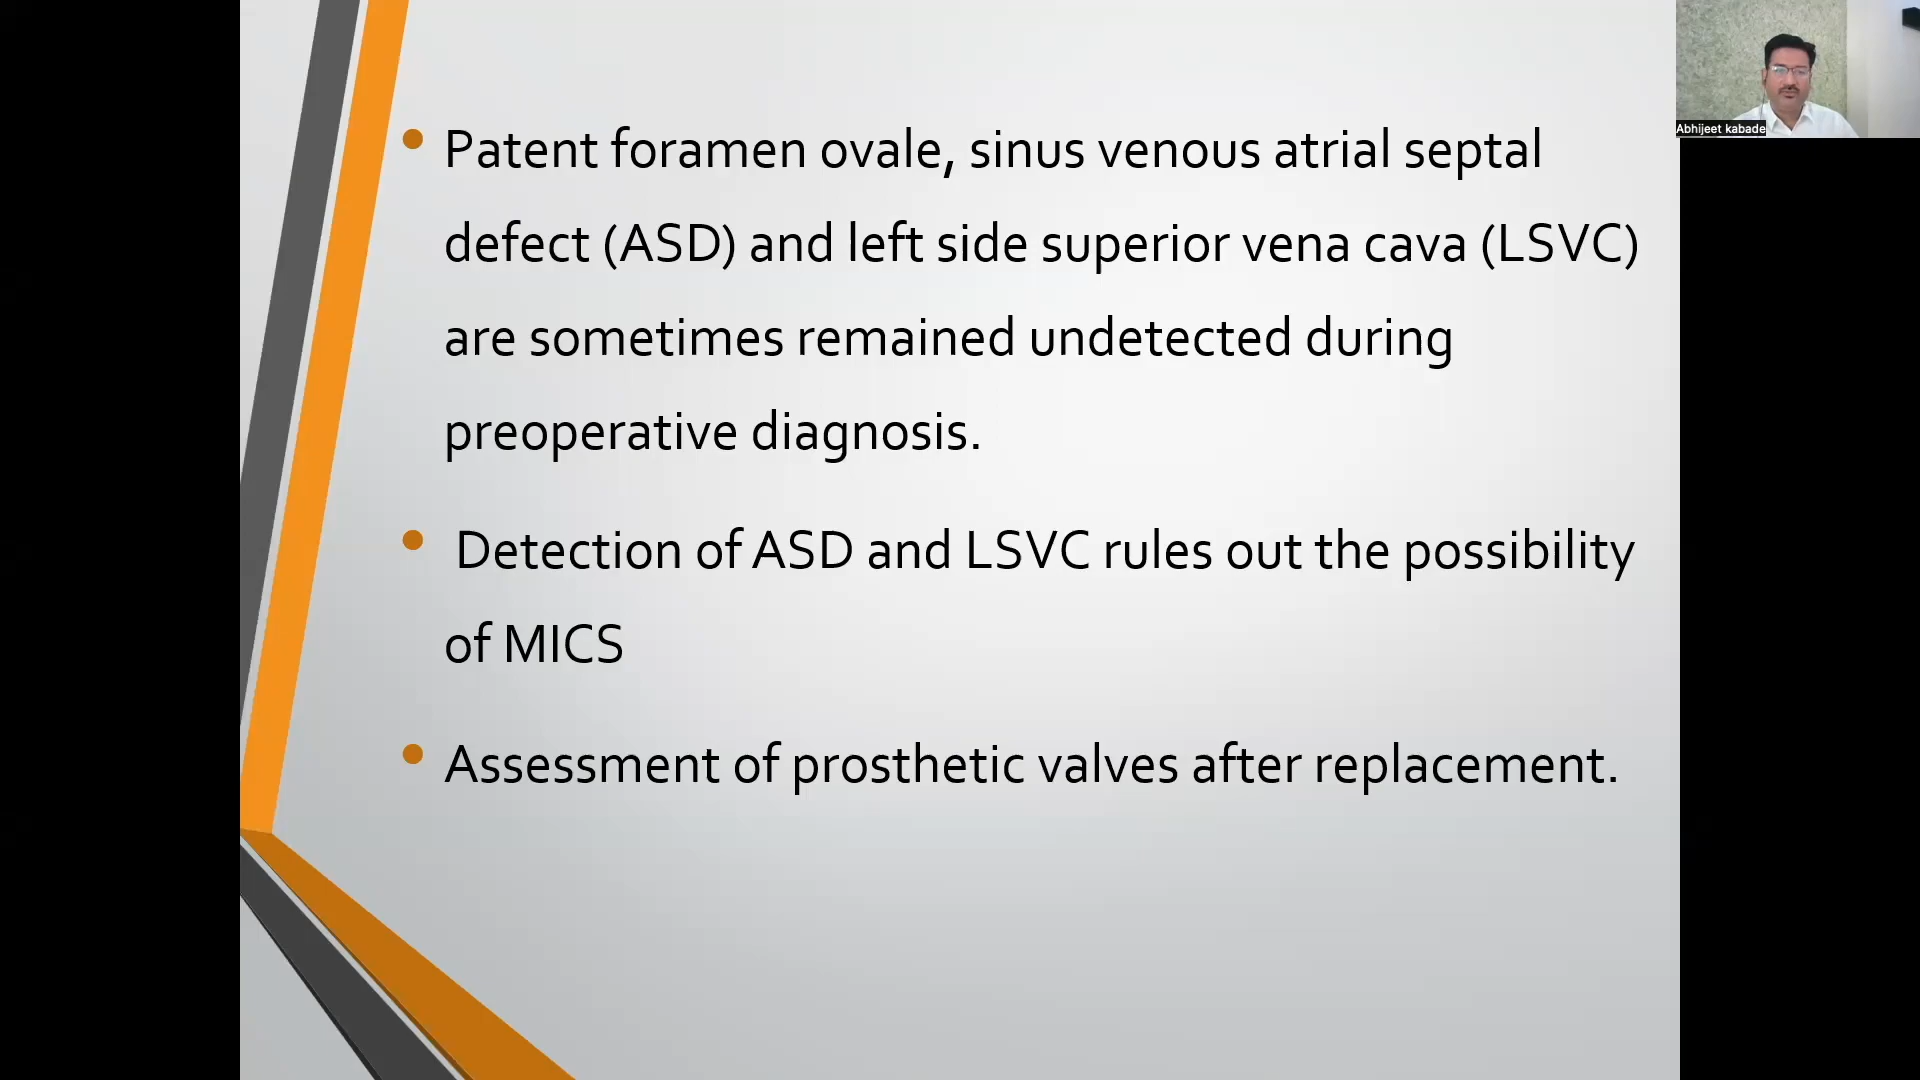 • Patent foramen ovale, sinus venous atrial septal
defect (ASD) and left side superior vena cava (LSVC)
are sometimes remained undetected during
preoperative diagnosis.
• Detection of ASD and LSVC rules out the possibility
of MICS
• Assessment of prosthetic valves after replacement.
Abhijeet kabade